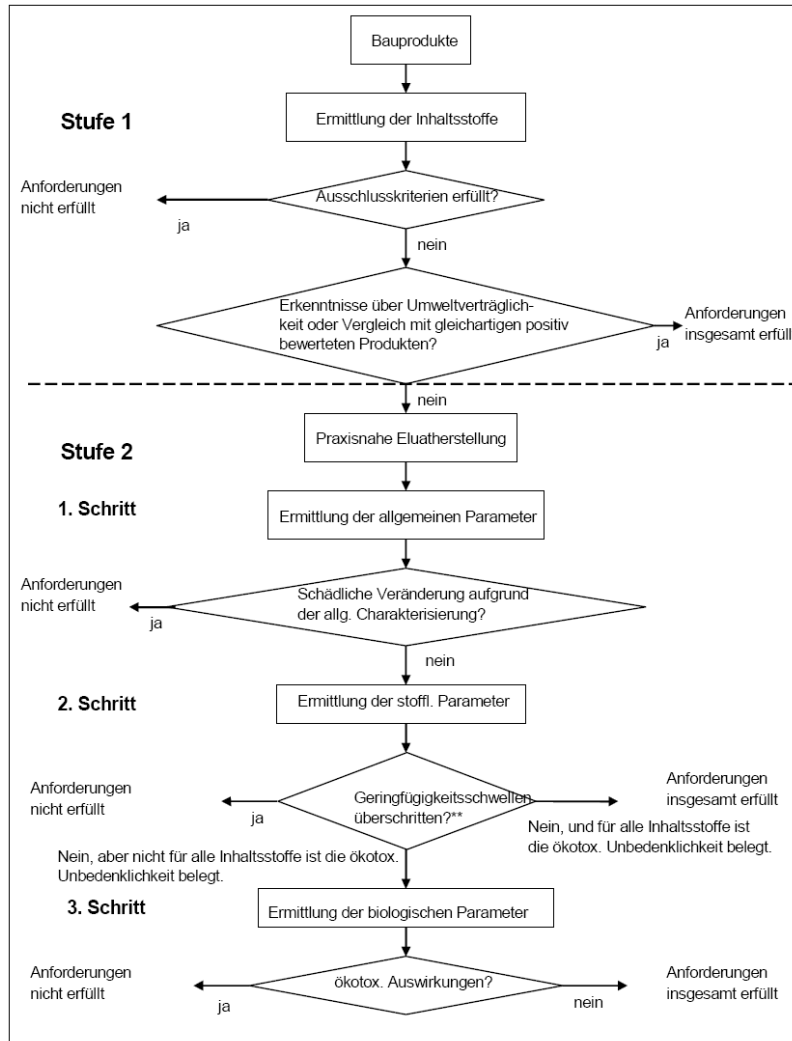 Bauprodukte
Stufe 1
Ermittlung der Inhaltsstoffe
Anforderungen
nicht erfüllt
Ausschlusskriterien erfüllt?
ja
nein
Erkenntnisse über Umweltverträglich-
keit oder Vergleich mit gleichartigen positiv
bewerteten Produkten?
Anforderungen
insgesamt erfüll
ja
nein
Stufe 2
Praxisnahe Eluatherstellung
1. Schritt
Ermittlung der allgemeinen Parameter
Anforderungen
nicht erfüllt
Schädliche Veränderung aufgrund
der allg. Charakterisierung?
ja
nein
2. Schritt
Ermittlung der stoffl. Parameter
Anforderungen
nicht erfüllt
Geringfügigkeitsschwellen
überschritten?**
Anforderungen
insgesamt erfüllt
ja
Nein, und für alle Inhaltstoffe ist
die ökotox. Unbedenklichkeit belegt.
Nein, aber nicht für alle Inhaltsstoffe ist die ökotox.
Unbedenklichkeit belegt.
3. Schritt
Ermittlung der biologischen Parameter
Anforderungen
nicht erfüllt
ökotox. Auswirkungen?
Anforderungen
insgesamt erfüllt
ja
nein